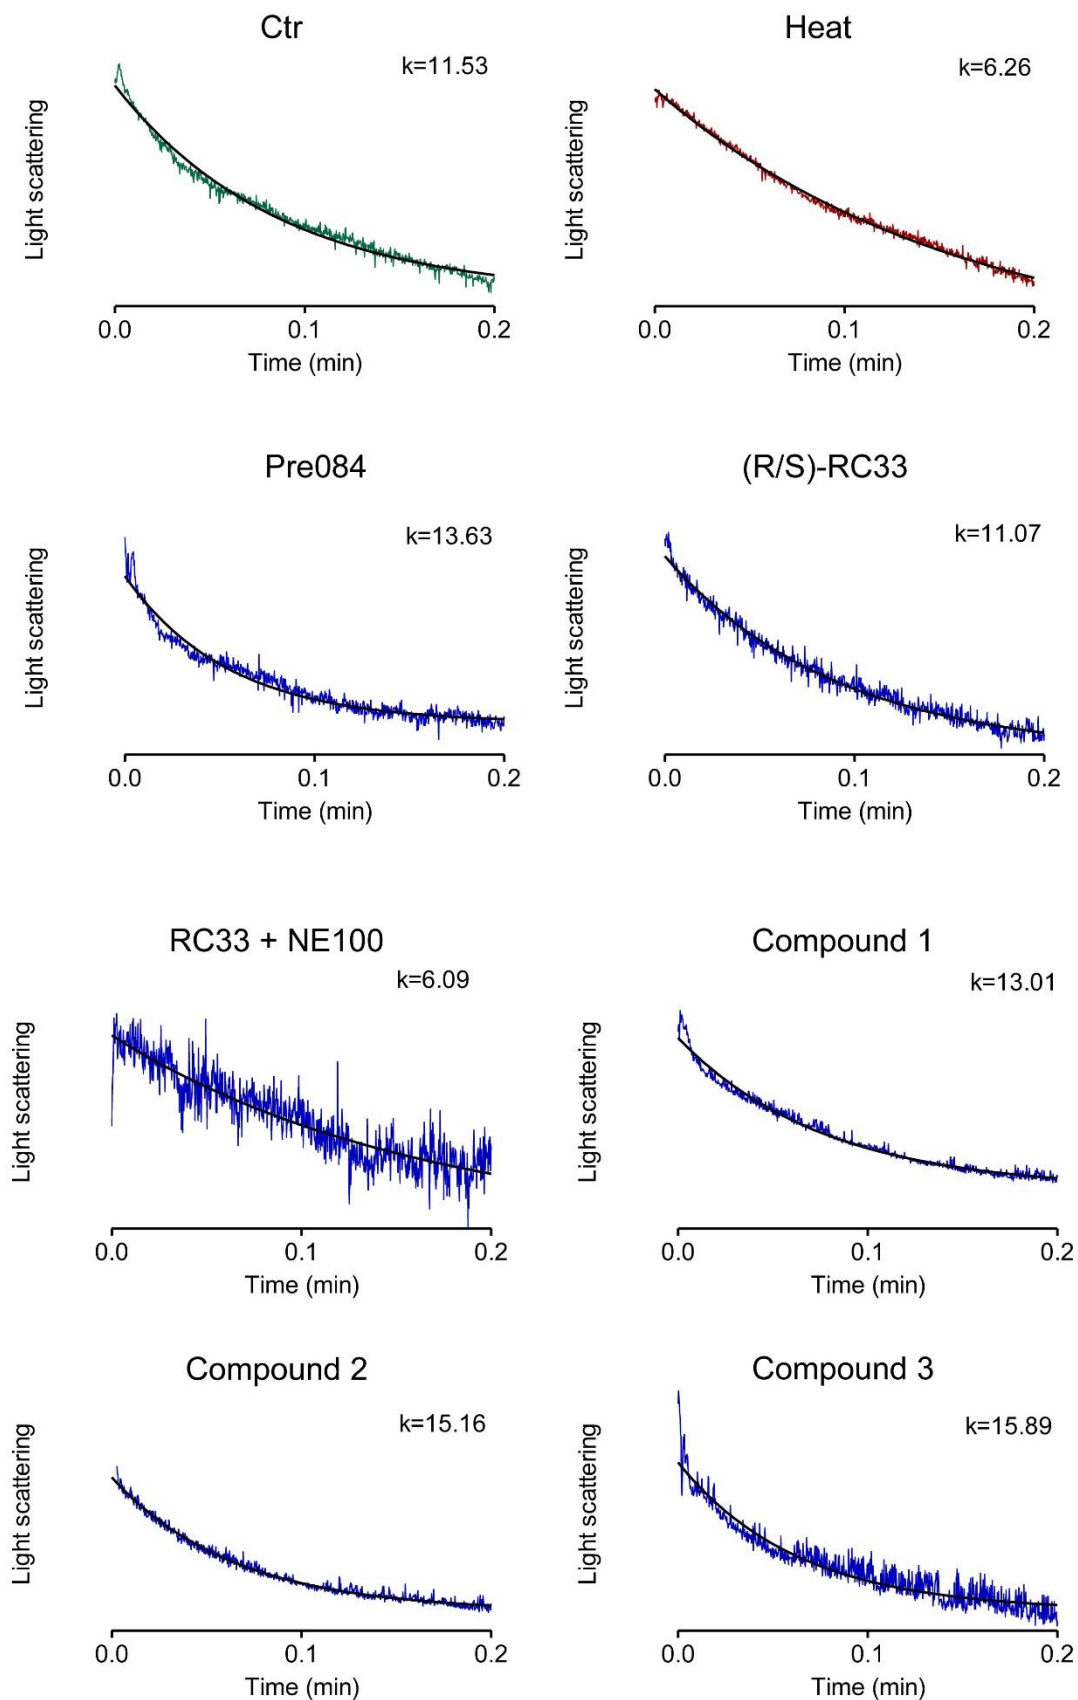 Ctr
k=11.53
Light scattering
0.0 0.1 0.2
Time (min)
Heat
k=6.26
Light scattering
0.0 0.1 0.2
Time (min)
Pre084
k=13.63
Light scattering
0.0 0.1 0.2
Time (min)
(R/S)-RC33
k=11.07
Light scattering
0.0 0.1 0.2
Time (min)
RC33 + NE100
k=6.09
Light scattering
0.0 0.1 0.2
Time (min)
Compound 1
k=13.01
Light scattering
0.0 0.1 0.2
Time (min)
Compound 2
k=15.16
Light scattering
0.0 0.1 0.2
Time (min)
Compound 3
k=15.89
Light scattering
0.0 0.1 0.2
Time (min)